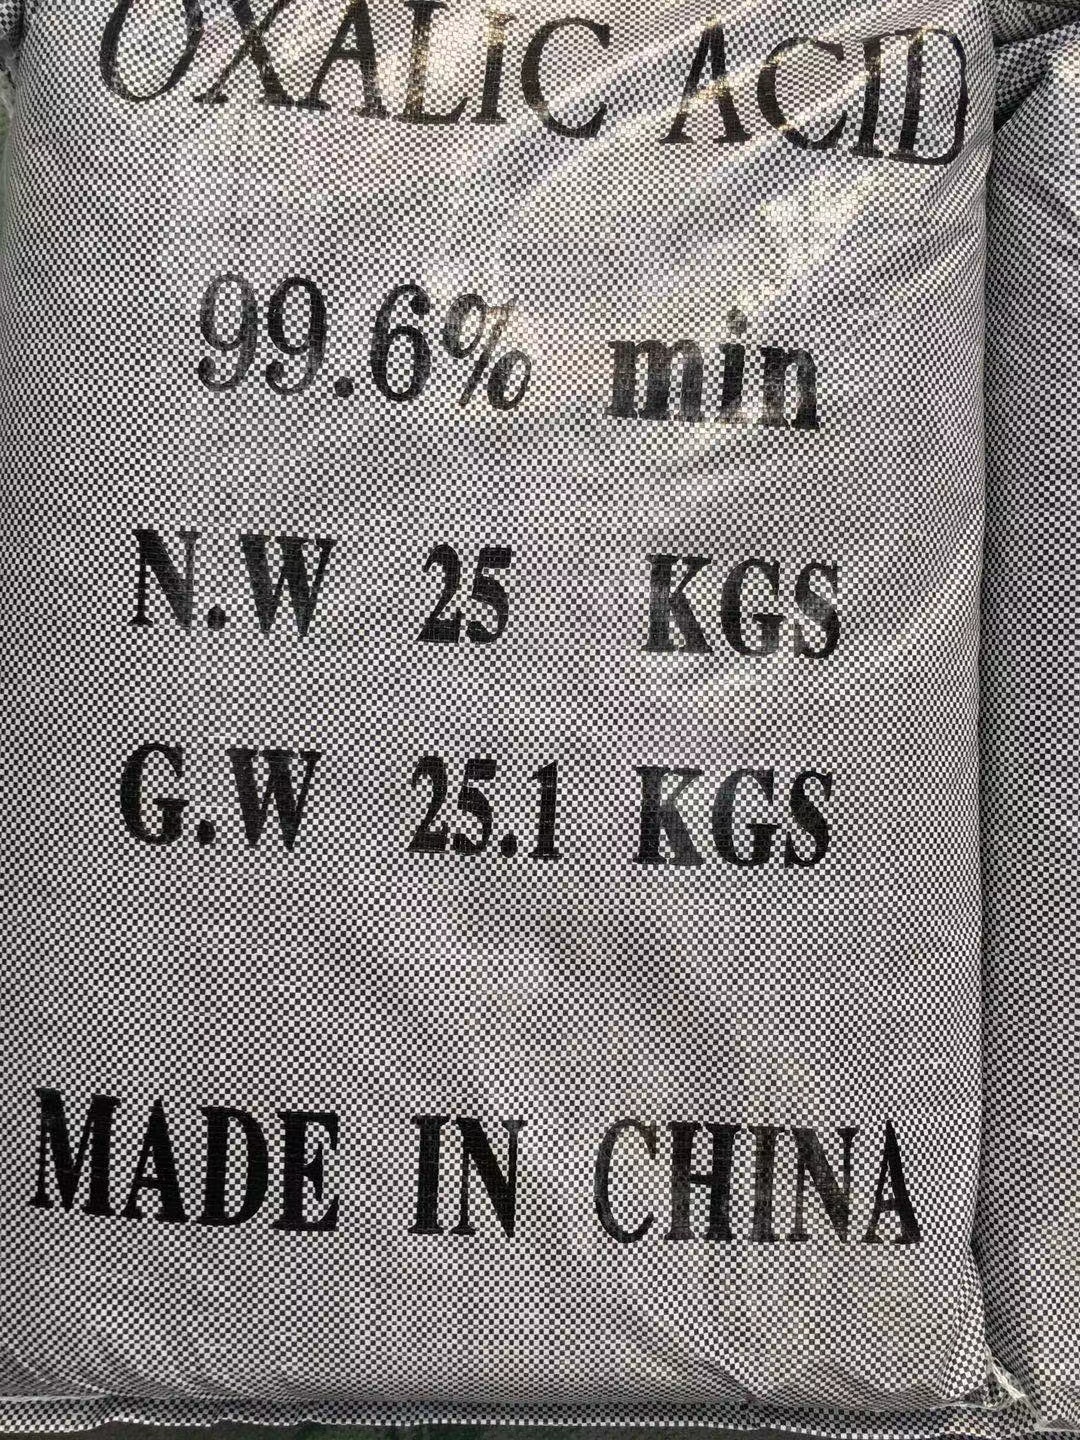 OXALIC ACID
99.6% min
N.W 25 KGS
G.W 25.1 KGS
MADE IN CHINA